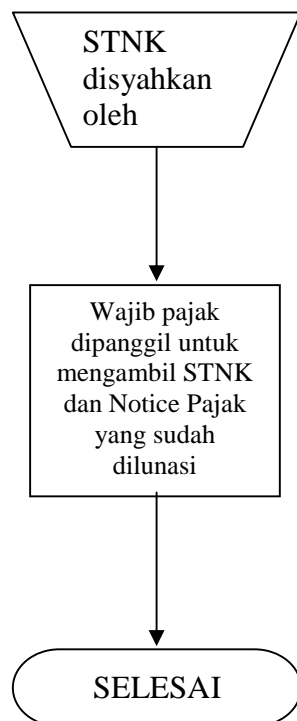 STNK
disyahkan
oleh
Wajib pajak
dipanggil untuk
mengambil STNK
dan Notice Pajak
yang sudah
dilunasi
SELESAI